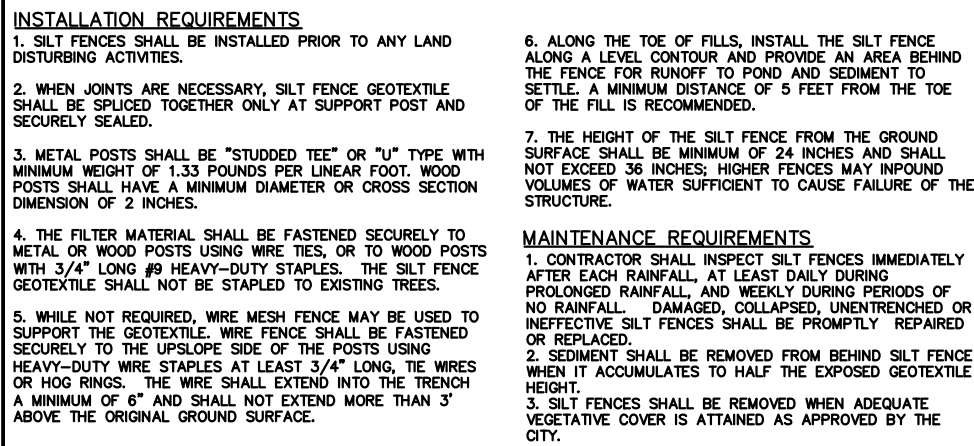 INSTALLATION REQUIREMENTS
1. SILT FENCES SHALL BE INSTALLED PRIOR TO ANY LAND
DISTURBING ACTIVITIES.
2. WHEN JOINTS ARE NECESSARY, SILT FENCE GEOTEXTILE
SHALL BE SPLICED TOGETHER ONLY AT SUPPORT POST AND
SECURELY SEALED.
3. METAL POSTS SHALL BE "STUDDED TEE" OR "U" TYPE WITH
MINIMUM WEIGHT OF 1.33 POUNDS PER LINEAR FOOT. WOOD
POSTS SHALL HAVE A MINIMUM DIAMETER OR CROSS SECTION
DIMENSION OF 2 INCHES.
4. THE FILTER MATERIAL SHALL BE FASTENED SECURELY TO
METAL OR WOOD POSTS USING WIRE TIES, OR TO WOOD POSTS
WITH 3/4" LONG #9 HEAVY-DUTY STAPLES. THE SILT FENCE
GEOTEXTILE SHALL NOT BE STAPLED TO EXISTING TREES.
5. WHILE NOT REQUIRED, WIRE MESH FENCE MAY BE USED TO
SUPPORT THE GEOTEXTILE. WIRE FENCE SHALL BE FASTENED
SECURELY TO THE UPSLOPE SIDE OF THE POSTS USING
HEAVY-DUTY WIRE STAPLES AT LEAST 3/4" LONG, TIE WIRES
OR HOG RINGS. THE WIRE SHALL EXTEND INTO THE TRENCH
A MINIMUM OF 6" AND SHALL NOT EXTEND MORE THAN 3'
ABOVE THE ORIGINAL GROUND SURFACE.
6. ALONG THE TOE OF FILLS, INSTALL THE SILT FENCE
ALONG A LEVEL CONTOUR AND PROVIDE AN AREA BEHIND
THE FENCE FOR RUNOFF TO POND AND SEDIMENT TO
SETTLE. A MINIMUM DISTANCE OF 5 FEET FROM THE TOE
OF THE FILL IS RECOMMENDED.
7. THE HEIGHT OF THE SILT FENCE FROM THE GROUND
SURFACE SHALL BE MINIMUM OF 24 INCHES AND SHALL
NOT EXCEED 36 INCHES; HIGHER FENCES MAY INPOUND
VOLUMES OF WATER SUFFICIENT TO CAUSE FAILURE OF THE
STRUCTURE.
MAINTENANCE REQUIREMENTS
1. CONTRACTOR SHALL INSPECT SILT FENCES IMMEDIATELY
AFTER EACH RAINFALL, AT LEAST DAILY DURING
PROLONGED RAINFALL, AND WEEKLY DURING PERIODS OF
NO RAINFALL. DAMAGED, COLLAPSED, UNENTRENCHED OR
INEFFECTIVE SILT FENCES SHALL BE PROMPTLY REPAIRED
OR REPLACED.
2. SEDIMENT SHALL BE REMOVED FROM BEHIND SILT FENCE
WHEN IT ACCUMULATES TO HALF THE EXPOSED GEOTEXTILE
HEIGHT.
3. SILT FENCES SHALL BE REMOVED WHEN ADEQUATE
VEGETATIVE COVER IS ATTAINED AS APPROVED BY THE
CITY.